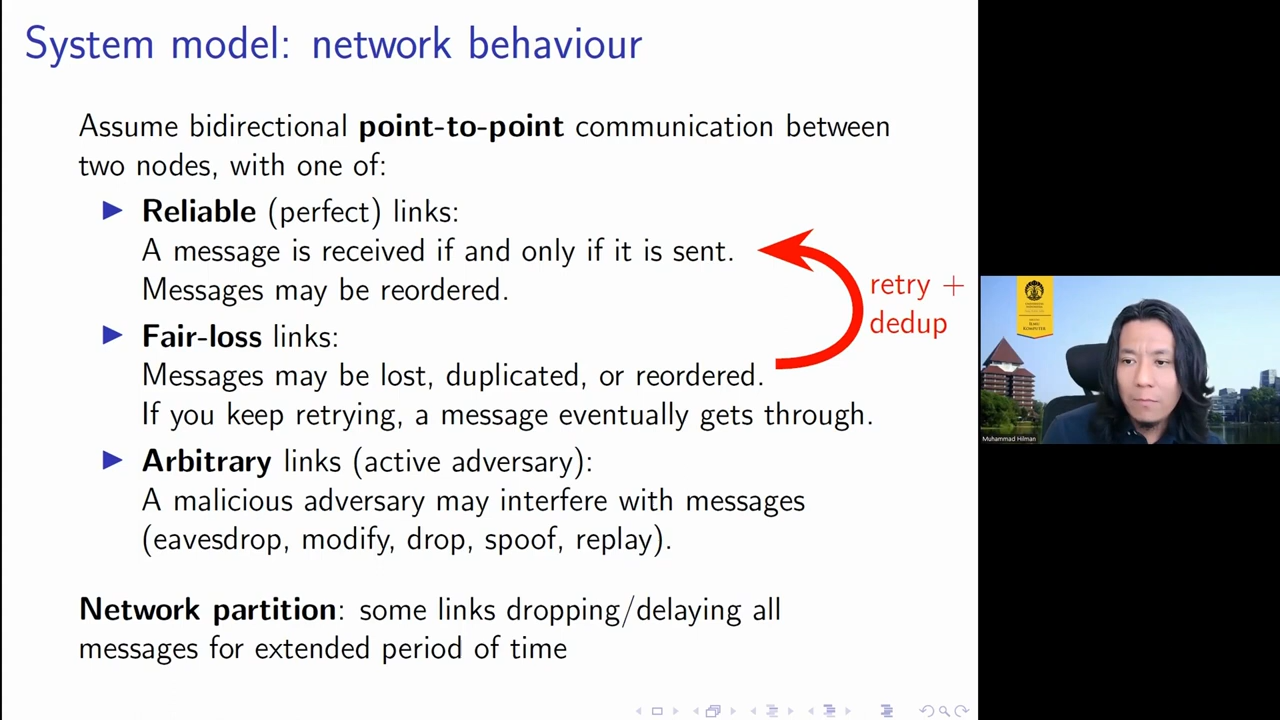 System model: network behaviour
Assume bidirectional point-to-point communication between
two nodes, with one of:
Reliable (perfect) links:
A message is received if and only if it is sent.
Messages may be reordered.
retry +
dedup
Fair-loss links:
Messages may be lost, duplicated, or reordered.
If you keep retrying, a message eventually gets through.
Arbitrary links (active adversary):
A malicious adversary may interfere with messages
(eavesdrop, modify, drop, spoof, replay).
Network partition: some links dropping/delaying all
messages for extended period of time
ILMU
KOMPUTER
Muhammad Hilman